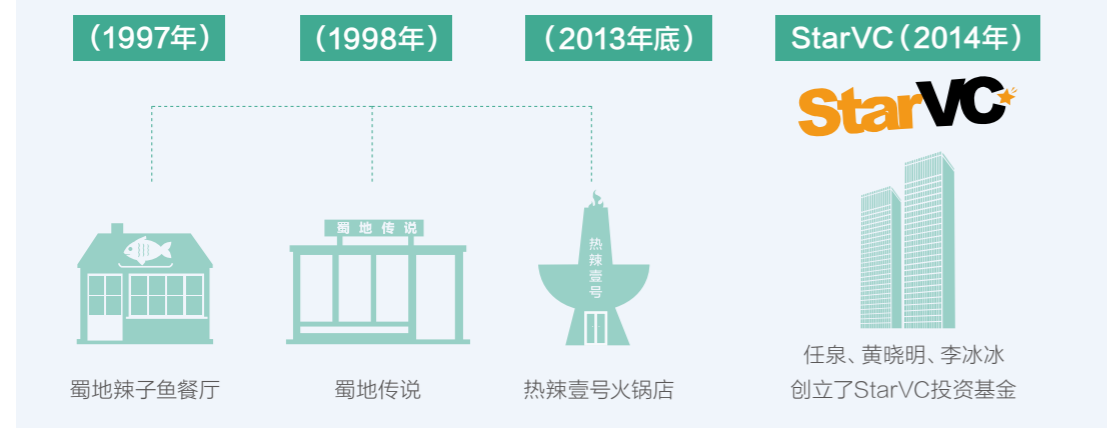 （1997年）
（1998年）
（2013年底）
StarVC（2014年）
StarVC
蜀地传说
热辣壹号
蜀地辣子鱼餐厅
蜀地传说
热辣壹号火锅店
任泉、黄晓明、李冰冰
创立了StarVC投资基金